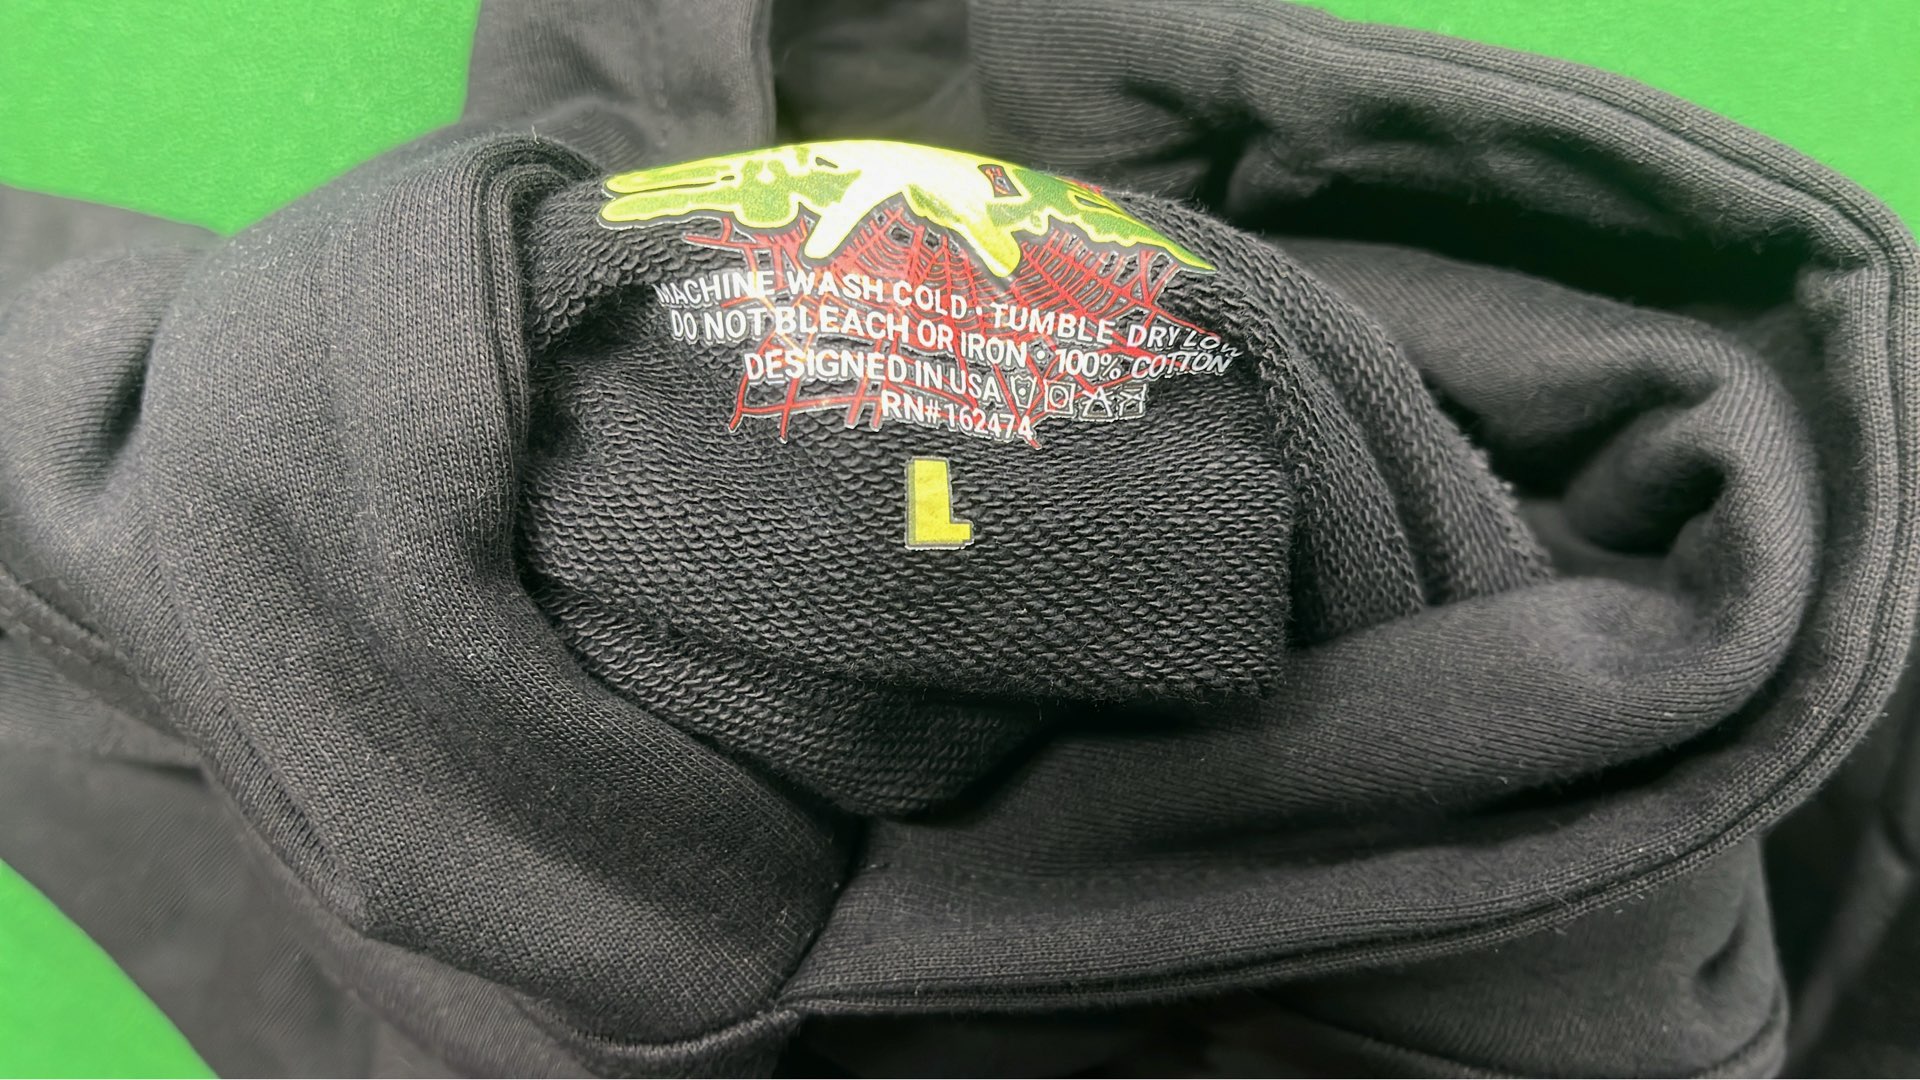 MACHINE WASH COLD • TUMBLE DRY LOW
DO NOT BLEACH OR IRON • 100% COTTON
DESIGNED IN USA
RN#162474
L